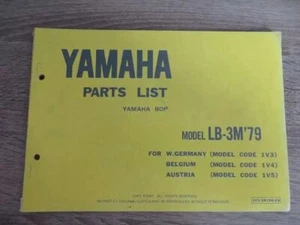 YAMAHA
PARTS LIST
YAMAHA BOP
MODEL LB-3M'79
FOR W.GERMANY (MODEL CODE 1V3)
BELGIUM (MODEL CODE 1V4)
AUSTRIA (MODEL CODE 1V5)